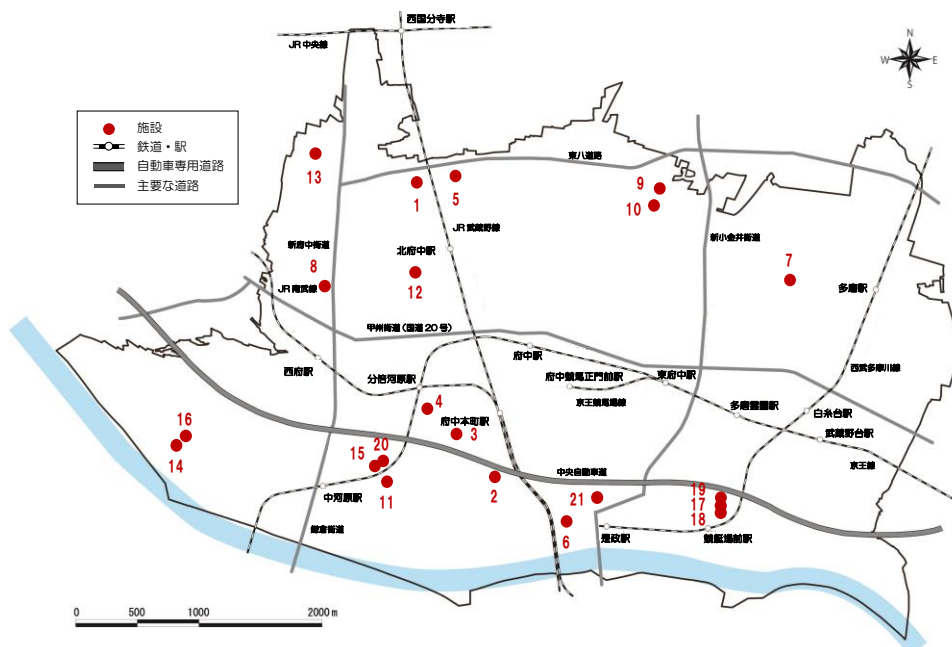 西国分寺駅
JR 中央線
N
W
E
S
施設
鉄道・駅
自動車専用道路
主要な道路
東八道路
13
1
5
9
10
JR 武蔵野線
新府中街道
北府中駅
新小金井街道
8
7
JR 南武線
12
多磨駅
甲州街道（国道２０号）
府中駅
西府駅
分倍河原駅
府中競馬正門前駅
東府中駅
西武多摩川線
京王競馬場線
4
府中本町駅
多磨霊園駅
白糸台駅
16
3
武蔵野台駅
14
20
15
中央自動車道
京王線
11
2
中河原駅
21
19
17
18
鎌倉街道
6
是政駅
競艇場前駅
0
500
1000
2000 m